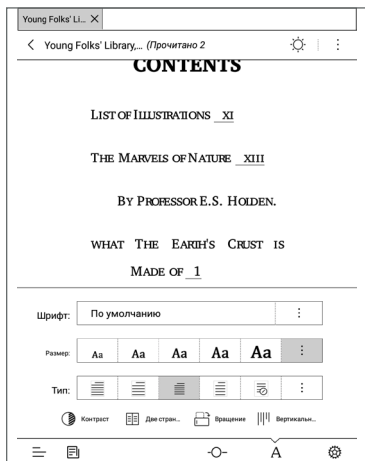 Young Folks' Li...
Young Folks' Library,... (Прочитано 2
CONTENTS
LIST OF ILLUSTRATIONS XI
THE MARVELS OF NATURE XIII
BY PROFESSOR E.S. HOLDEN.
WHAT THE EARTH'S CRUST IS
MADE OF 1
Шрифт: По умолчанию
Размер: Aa Aa Aa Aa Aa
Тип:
Контраст Две стран... Вращение Вертикальн...
A